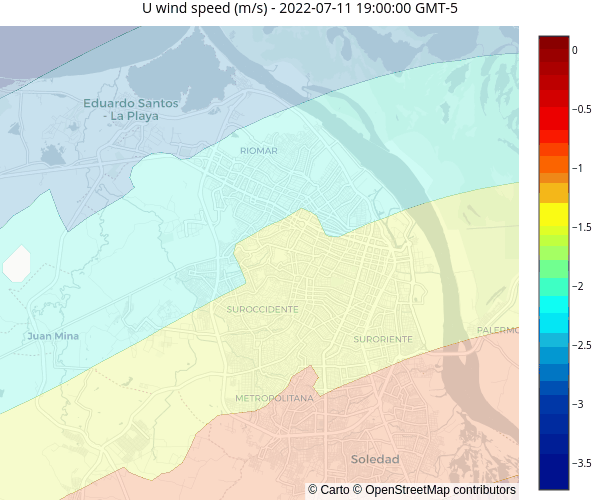 U wind speed (m/s) - 2022-07-11 19:00:00 GMT-5
0
−0.5
−1
−1.5
−2
−2.5
−3
−3.5
Eduardo Santos
- La Playa
RIOMAR
SUROCCIDENTE
PALERMO
Juan Mina
SURORIENTE
METROPOLITANA
Soledad
© Carto © OpenStreetMap contributors